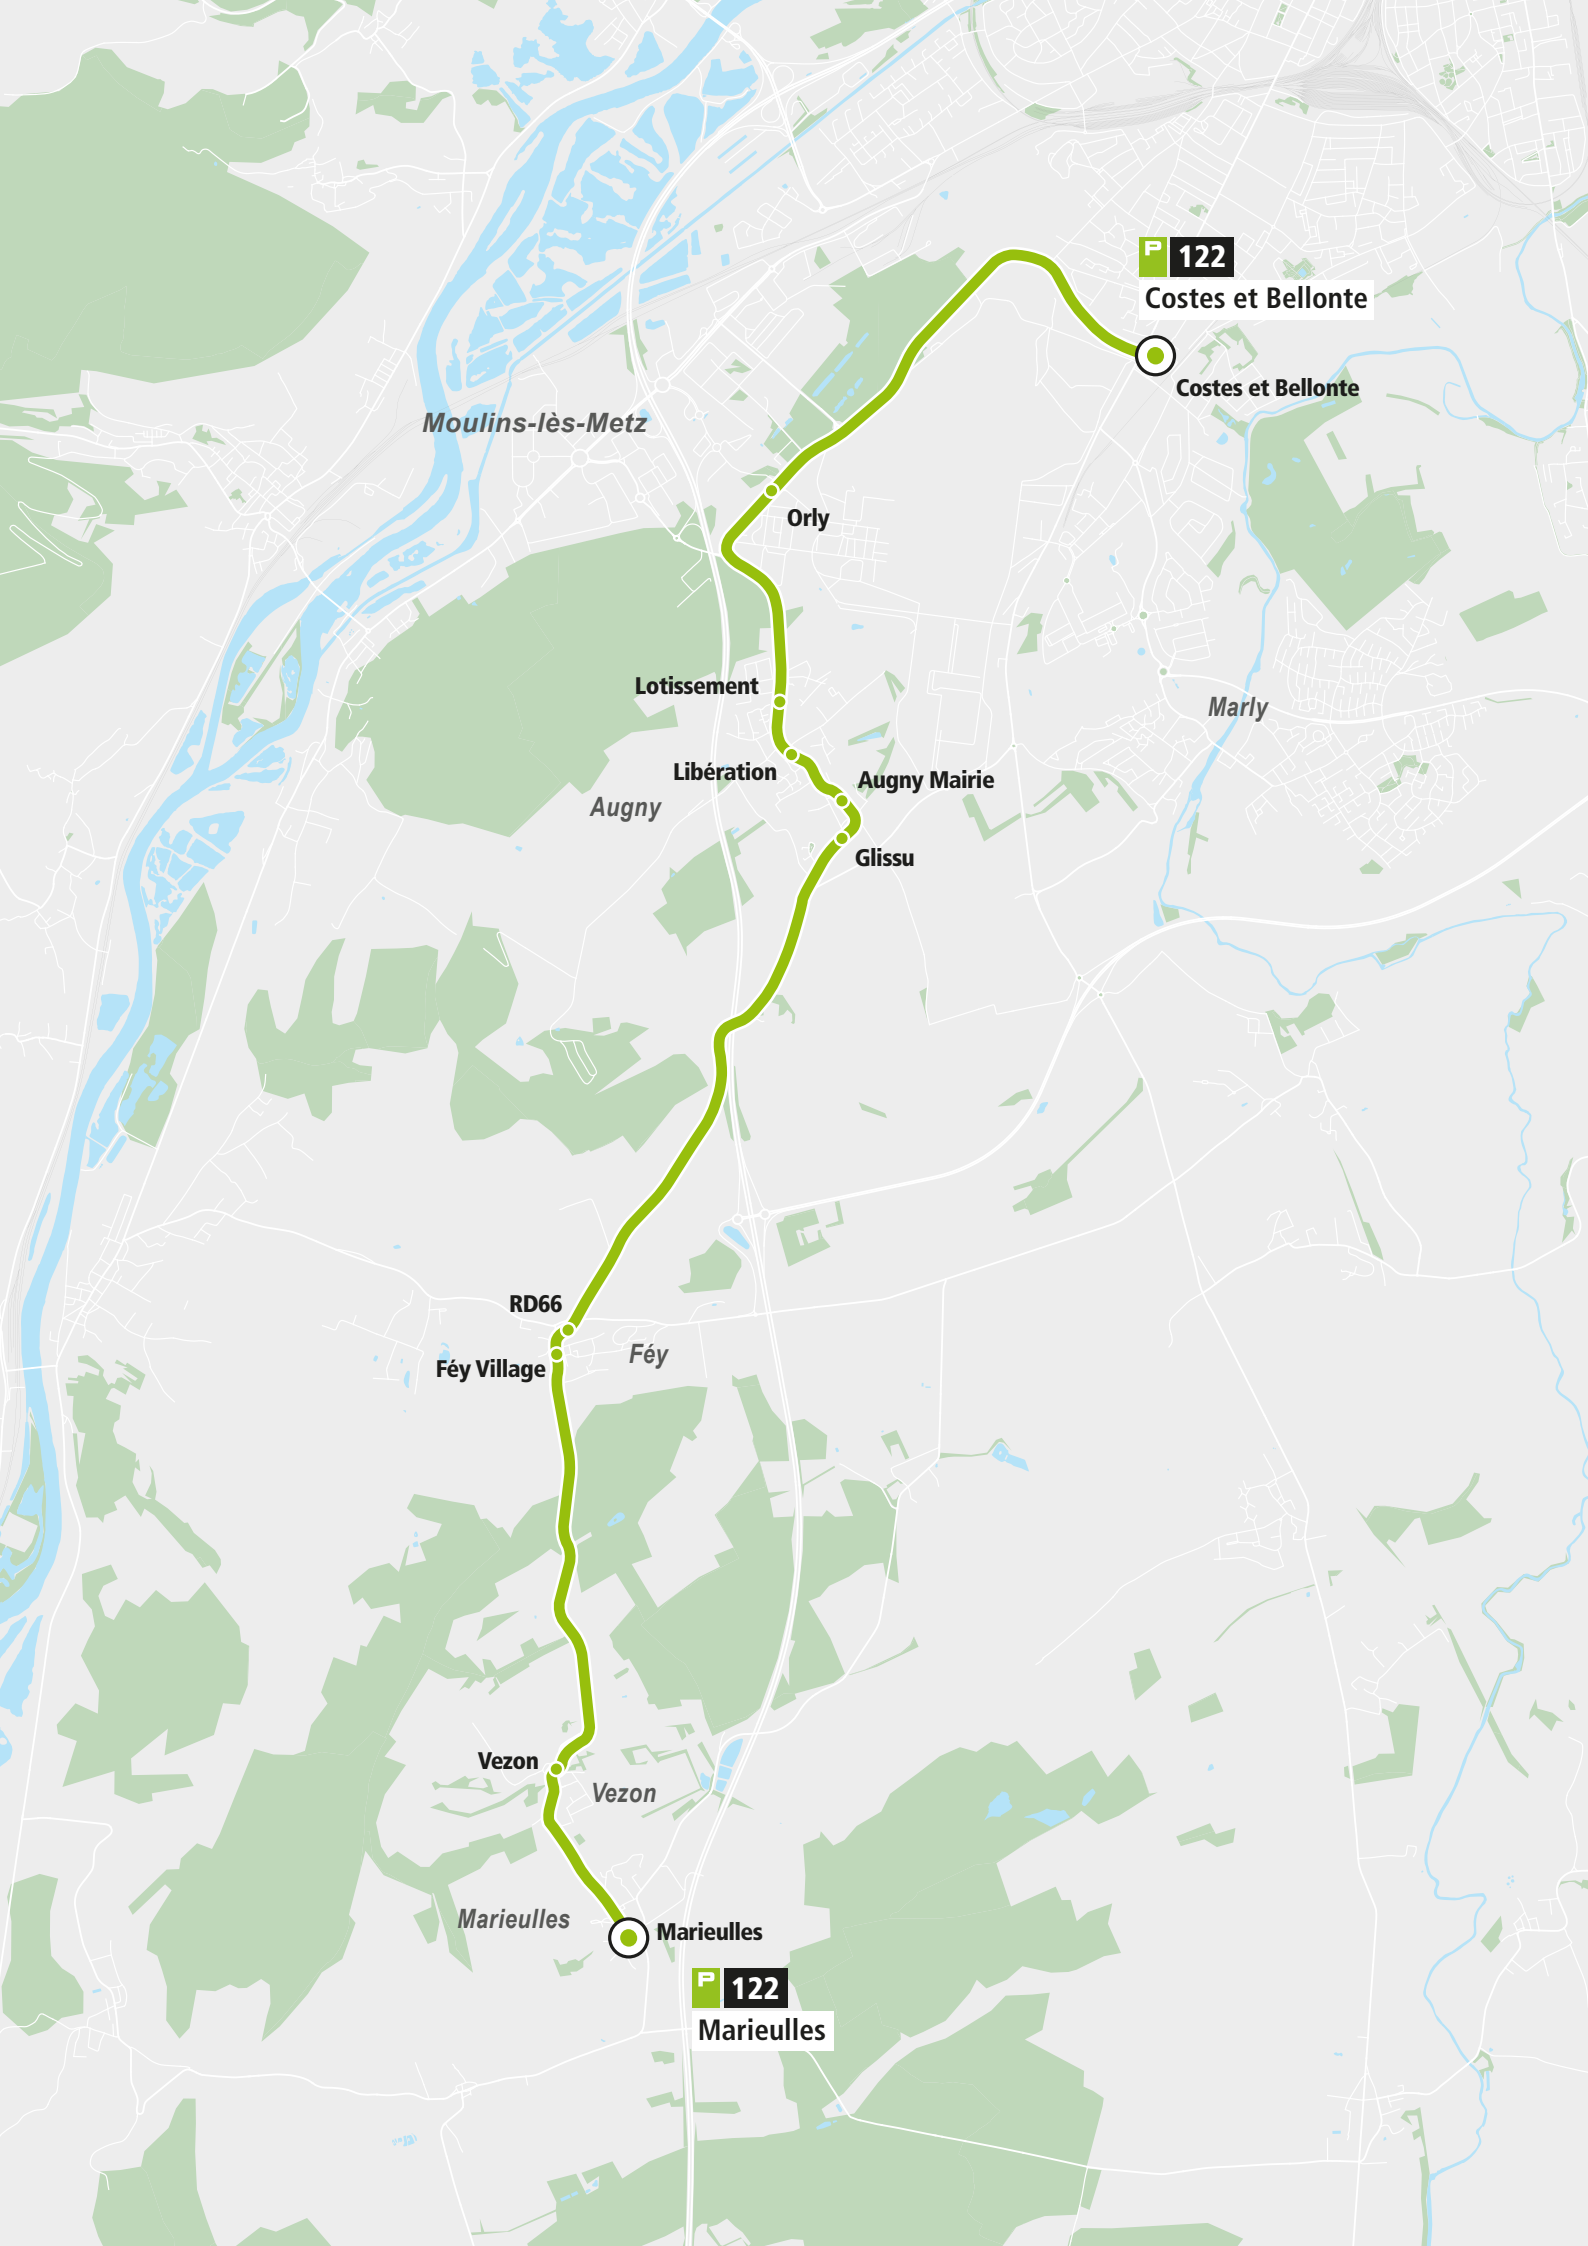 P 122
Costes et Bellonte
Costes et Bellonte
Moulins-lès-Metz
Orly
Lotissement
Marly
Libération
Augny Mairie
Augny
Glissu
RD66
Féy
Féy Village
Vezon
Vezon
Marieulles
Marieulles
P 122
Marieulles